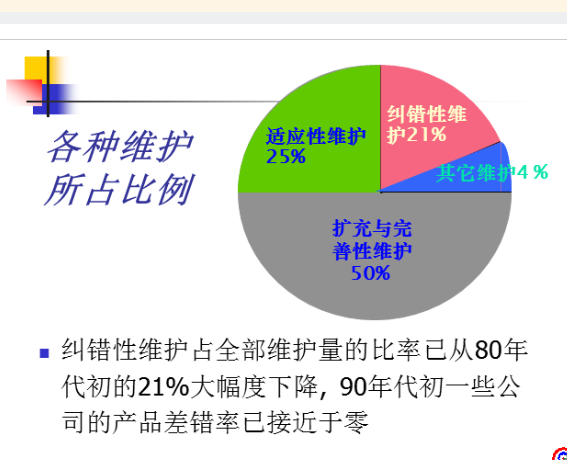 各种维护
所占比例
适应性维护
25%
纠错性维
护21%
其它维护4%
扩充与完
善性维护
50%
纠错性维护占全部维护量的比率已从80年
代初的21%大幅度下降, 90年代初一些公
司的产品差错率已接近于零